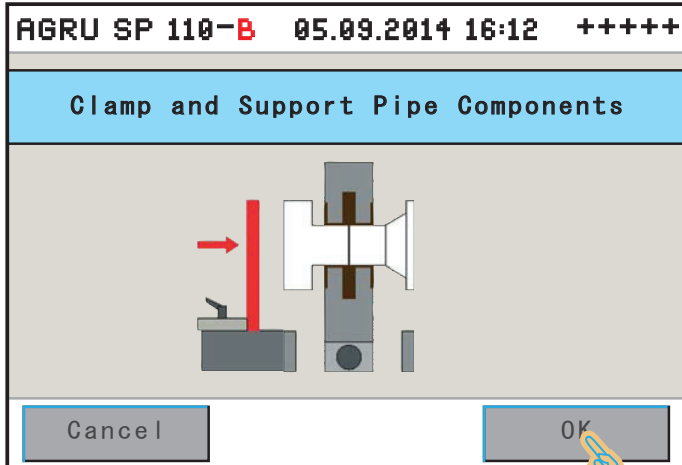 AGRU SP 110-B 05.09.2014 16:12 +++++
Clamp and Support Pipe Components
Cancel
OK